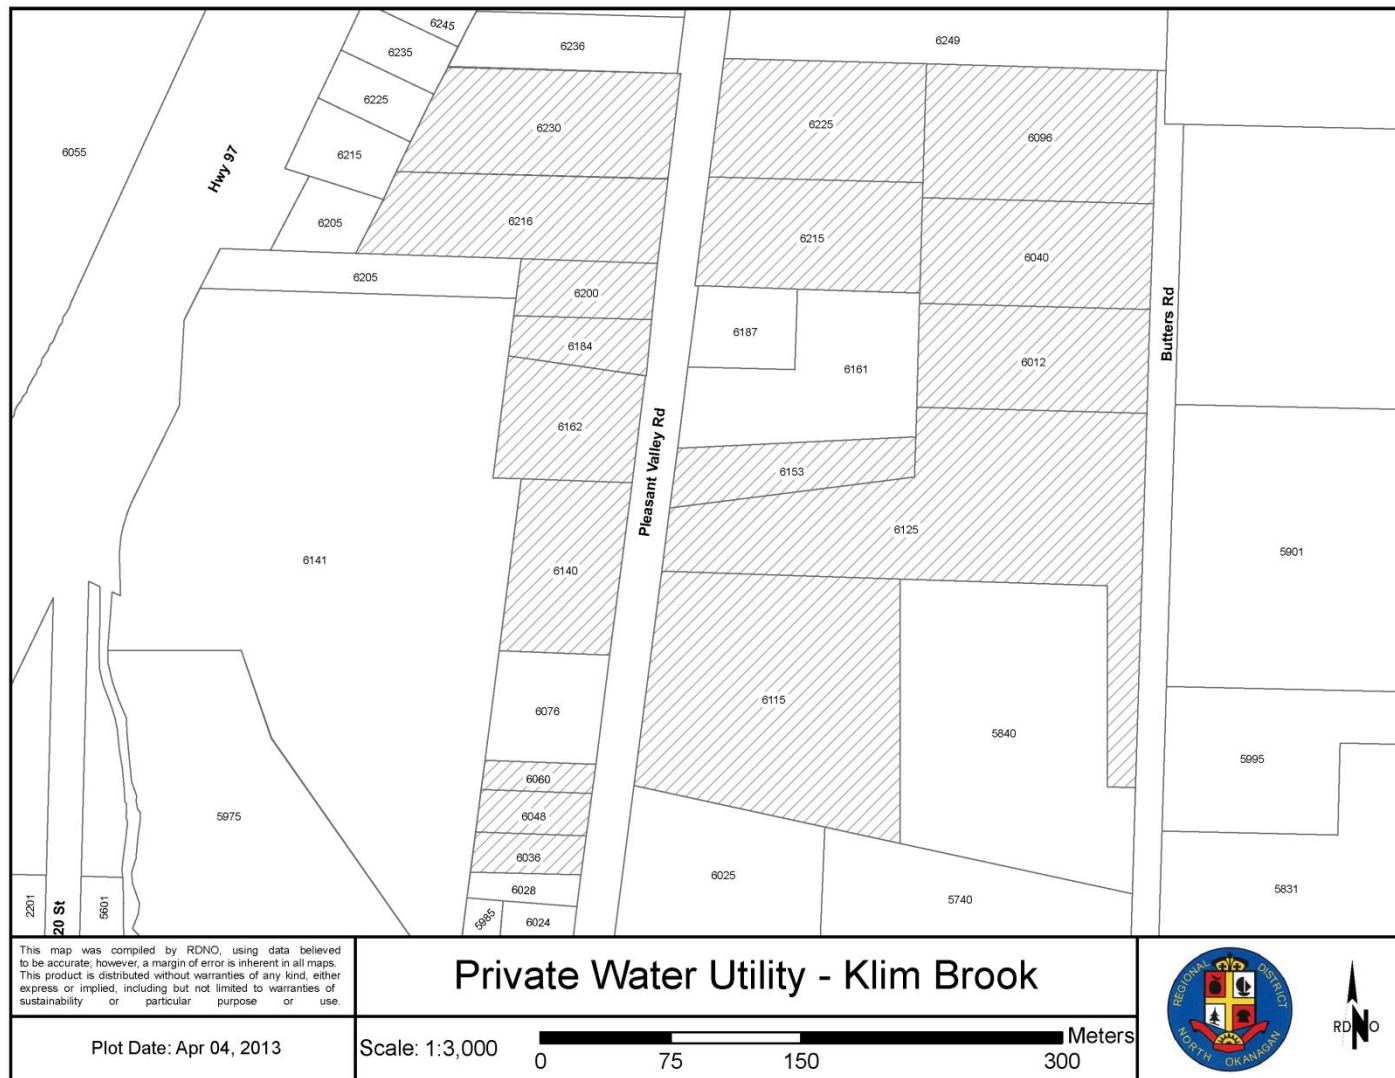 6245
6235
6236
6249
6225
6230
6225
6096
6055
6215
Hwy 97
6205
6216
6215
6040
6205
6200
6184
6187
6161
6012
Butters Rd
6162
Pleasant Valley Rd
6153
6125
6141
6140
5901
6115
6076
5840
5995
6060
6048
5975
6036
6028
6025
5740
5831
2201
20 St
5601
5985
6024
This map was compiled by RDNO, using data believed
to be accurate; however, a margin of error is inherent in all maps.
This product is distributed without warranties of any kind, either
express or implied, including but not limited to warranties of
sustainability or particular purpose or use.
Plot Date: Apr 04, 2013
Private Water Utility - Klim Brook
Scale: 1:3,000
Meters
0 75 150 300
REGIONAL DISTRICT
NORTH OKANAGAN
RDNO